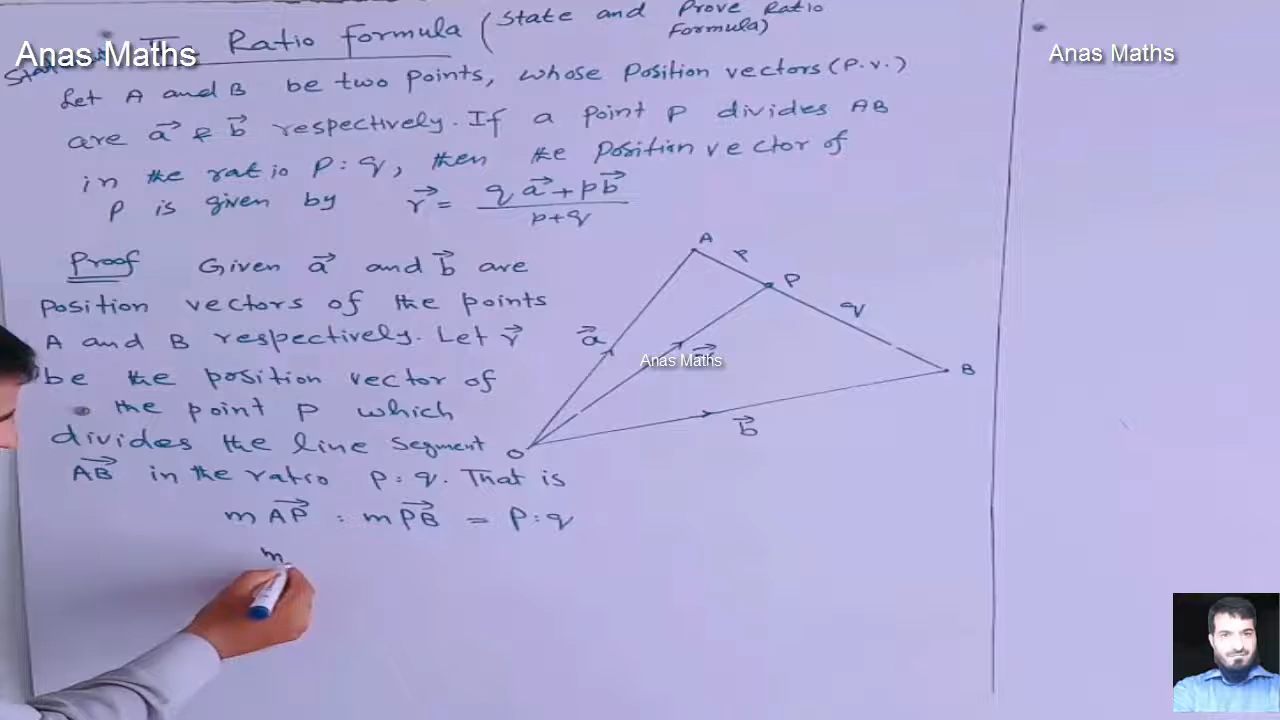 Anas Maths
Anas Maths
Ratio formula (State and Prove Ratio Formula)
Let A and B be two points, whose Position vectors (P.v.)
are a⃗ & b⃗ respectively. If a point P divides AB
in the ratio P:q, then the Position vector of
P is given by r⃗ = (q a⃗ + p b⃗)/(p+q)
Proof Given a⃗ and b⃗ are
Position vectors of the points
A and B respectively. Let r⃗
be the position vector of
the point P which
divides the line segment
AB⃗ in the ratio P:q. That is
m AP⃗ : m PB⃗ = P:q
m
A
P
P
q
B
a⃗
Anas Maths
b⃗
O